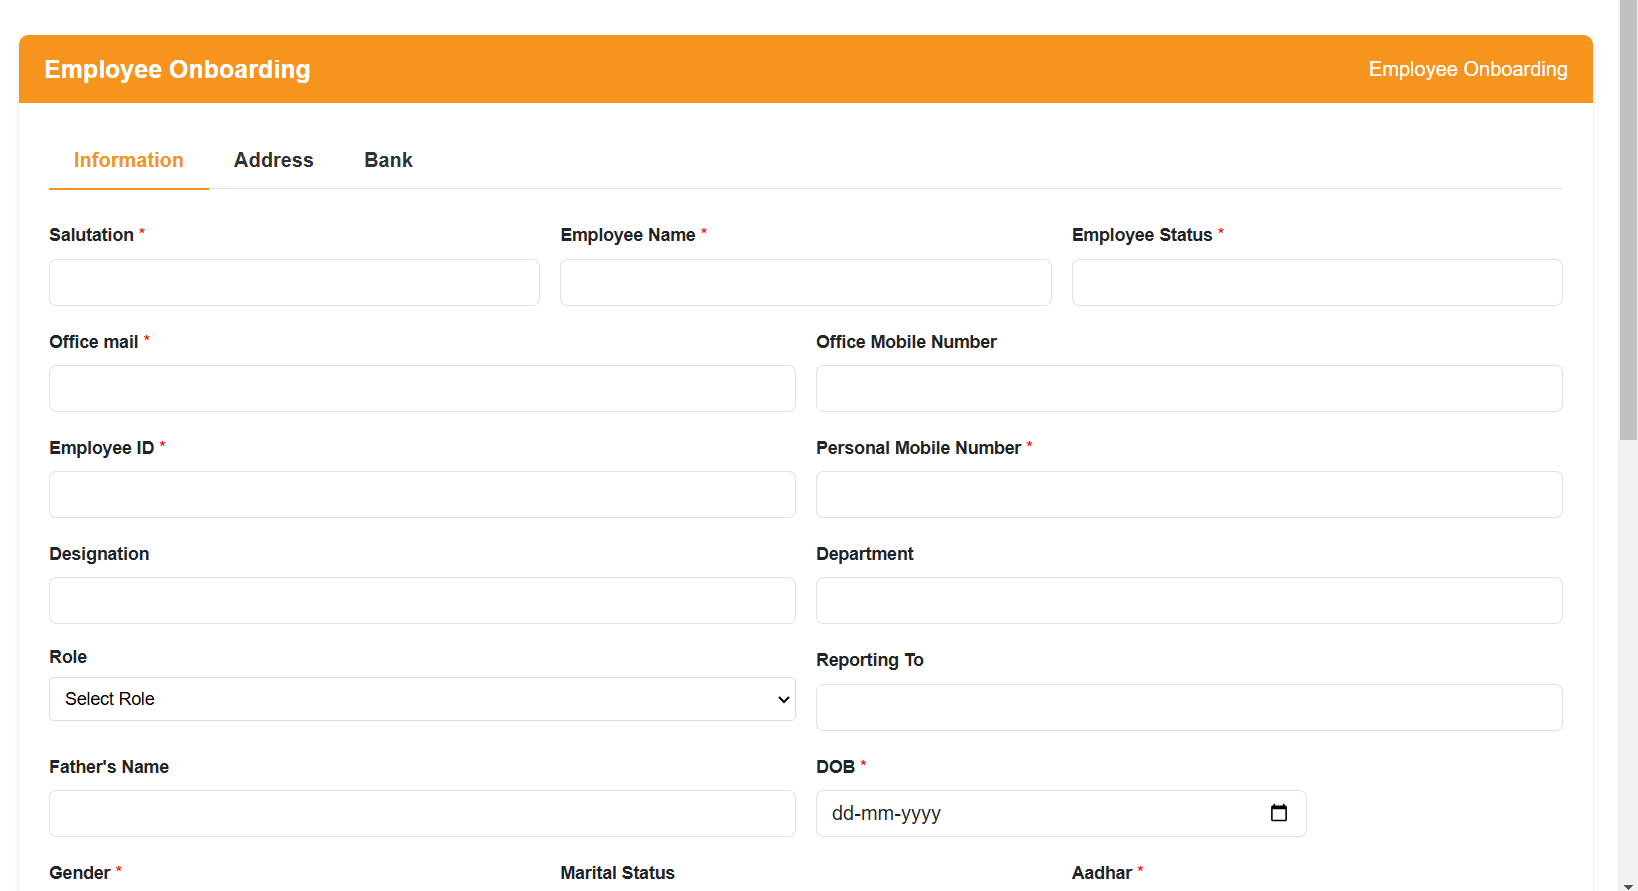 Employee Onboarding Employee Onboarding
Information Address Bank
Salutation * Employee Name * Employee Status *
Office mail * Office Mobile Number
Employee ID * Personal Mobile Number *
Designation Department
Role Reporting To
Select Role
Father's Name DOB *
dd-mm-yyyy
Gender * Marital Status Aadhar *